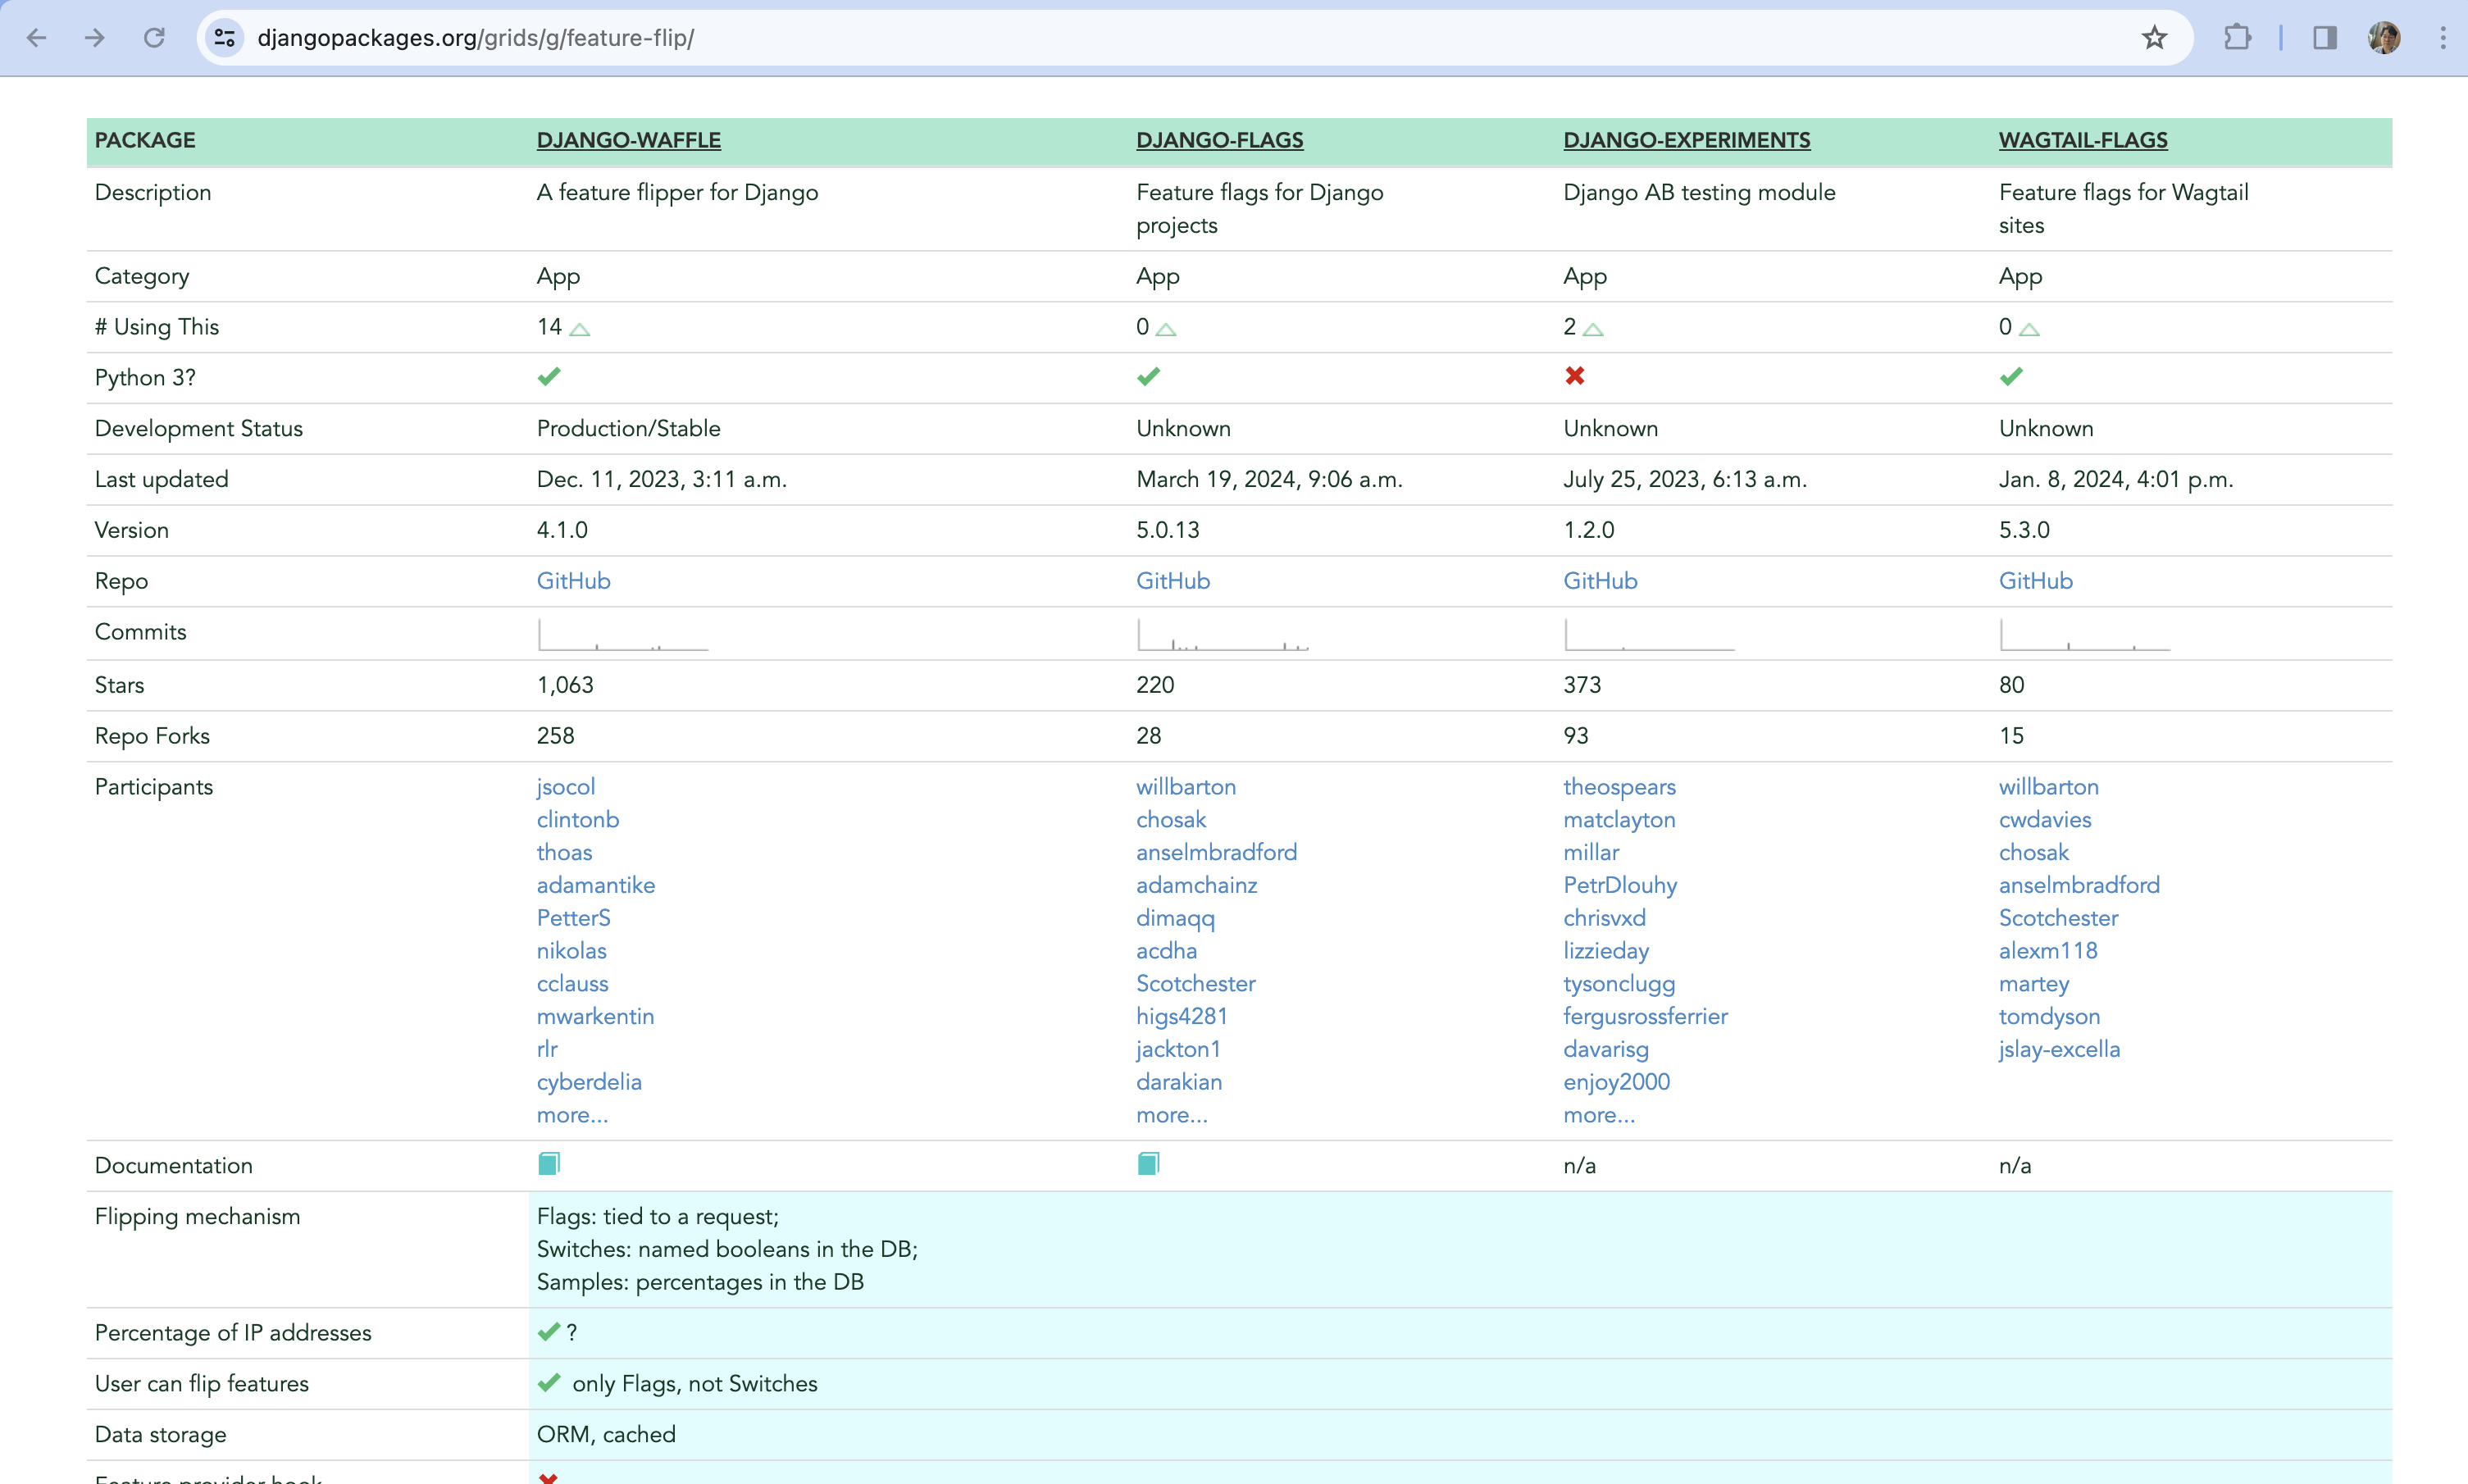 djangopackages.org/grids/g/feature-flip/
PACKAGE DJANGO-WAFFLE DJANGO-FLAGS DJANGO-EXPERIMENTS WAGTAIL-FLAGS
Description A feature flipper for Django Feature flags for Django Django AB testing module Feature flags for Wagtail
projects sites
Category App App App App
# Using This 14 0 2 0
Python 3?
Development Status Production/Stable Unknown Unknown Unknown
Last updated Dec. 11, 2023, 3:11 a.m. March 19, 2024, 9:06 a.m. July 25, 2023, 6:13 a.m. Jan. 8, 2024, 4:01 p.m.
Version 4.1.0 5.0.13 1.2.0 5.3.0
Repo GitHub GitHub GitHub GitHub
Commits
Stars 1,063 220 373 80
Repo Forks 258 28 93 15
Participants jsocol willbarton theospears willbarton
clintonb chosak matclayton cwdavies
thoas anselmbradford millar chosak
adamantike adamchainz PetrDlouhy anselmbradford
PetterS dimaqq chrisvxd Scotchester
nikolas acdha lizzieday alexm118
cclauss Scotchester tysonclugg martey
mwarkentin higs4281 fergusrossferrier tomdyson
rlr jackton1 davarisg jslay-excella
cyberdelia darakian enjoy2000
more... more... more...
Documentation n/a n/a
Flipping mechanism Flags: tied to a request;
Switches: named booleans in the DB;
Samples: percentages in the DB
Percentage of IP addresses ?
User can flip features only Flags, not Switches
Data storage ORM, cached
Feature provider hook